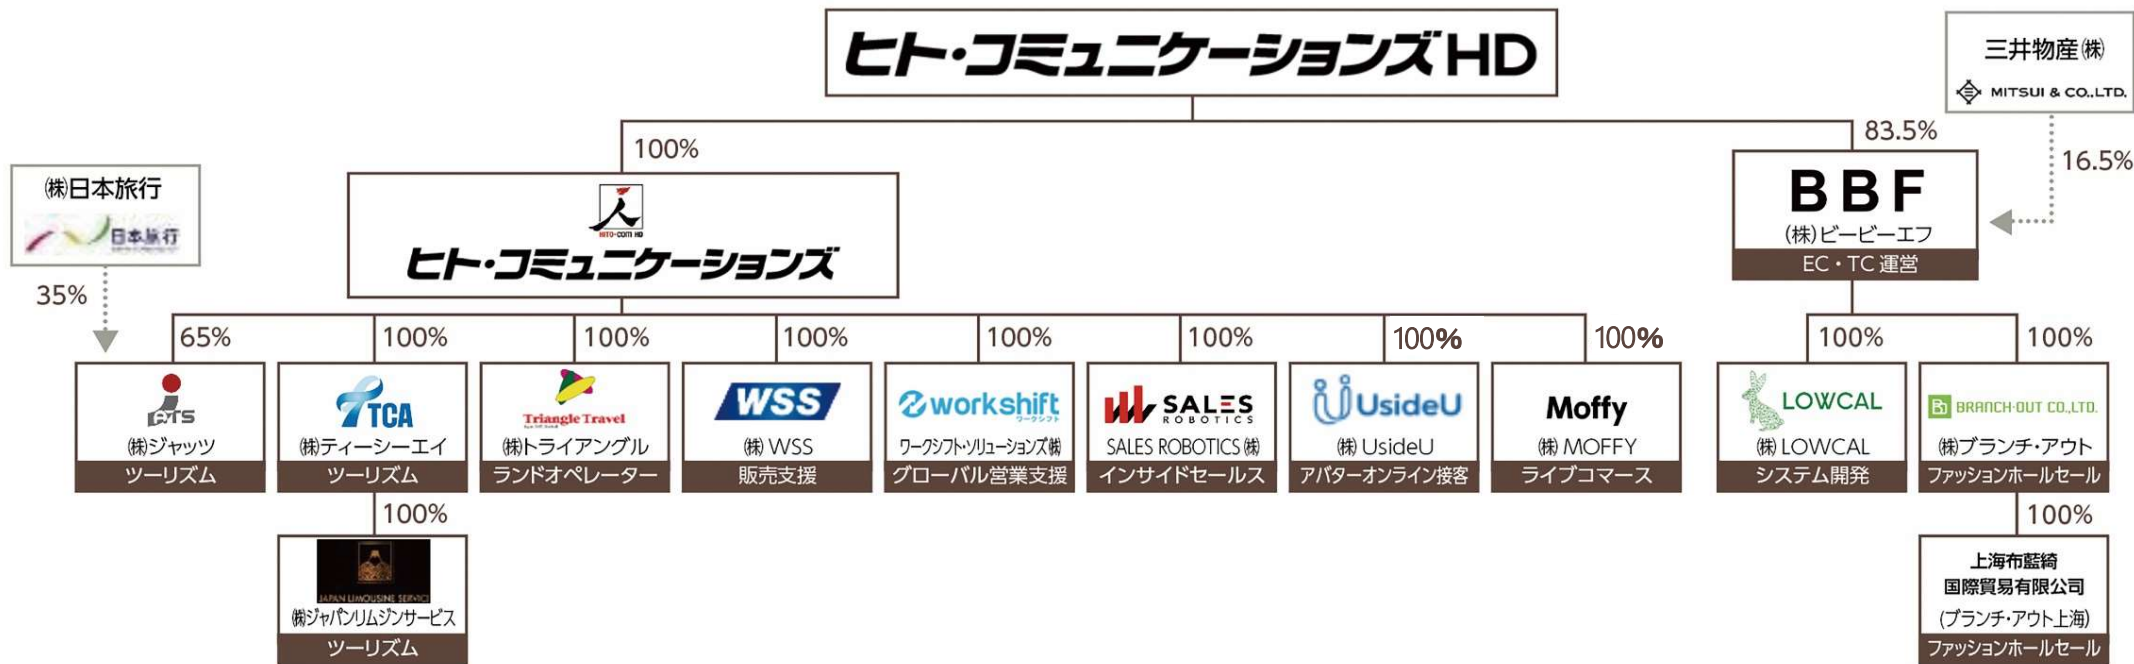 ヒト・コミュニケーションズHD
三井物産㈱
MITSUI & CO.,LTD.
100%
83.5%
16.5%
㈱日本旅行
日本旅行
35%
人
HITO-COM HD
ヒト・コミュニケーションズ
BBF
(株)ビービーエフ
EC・TC 運営
65%
100%
100%
100%
100%
100%
100%
100%
100%
100%
JATS
㈱ジャッツ
ツーリズム
TCA
㈱ティーシーエイ
ツーリズム
Triangle Travel
㈱トライアングル
ランドオペレーター
WSS
㈱ WSS
販売支援
workshift
ワークシフト
ワークシフト・ソリューションズ㈱
グローバル営業支援
SALES
ROBOTICS
SALES ROBOTICS ㈱
インサイドセールス
UsideU
㈱ UsideU
アバターオンライン接客
Moffy
㈱ MOFFY
ライブコマース
LOWCAL
㈱ LOWCAL
システム開発
BRANCH-OUT CO.,LTD.
㈱ブランチ・アウト
ファッションホールセール
100%
100%
JAPAN LIMOUSINE SERVICE
㈱ジャパンリムジンサービス
ツーリズム
上海布藍綺
国際貿易有限公司
(ブランチ・アウト上海)
ファッションホールセール